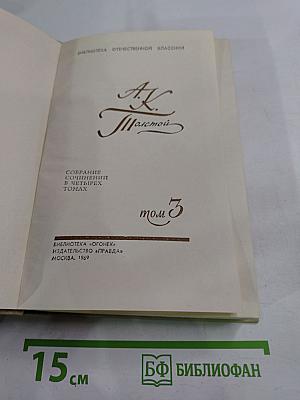 БИБЛИОТЕКА ОТЕЧЕСТВЕННОЙ КЛАССИКИ
А. К.
Толстой
СОБРАНИЕ
СОЧИНЕНИЙ
В ЧЕТЫРЕХ
ТОМАХ
том 3
БИБЛИОТЕКА «ОГОНЕК»
ИЗДАТЕЛЬСТВО «ПРАВДА»
МОСКВА. 1969
15 см
БФ БИБЛИОФАН